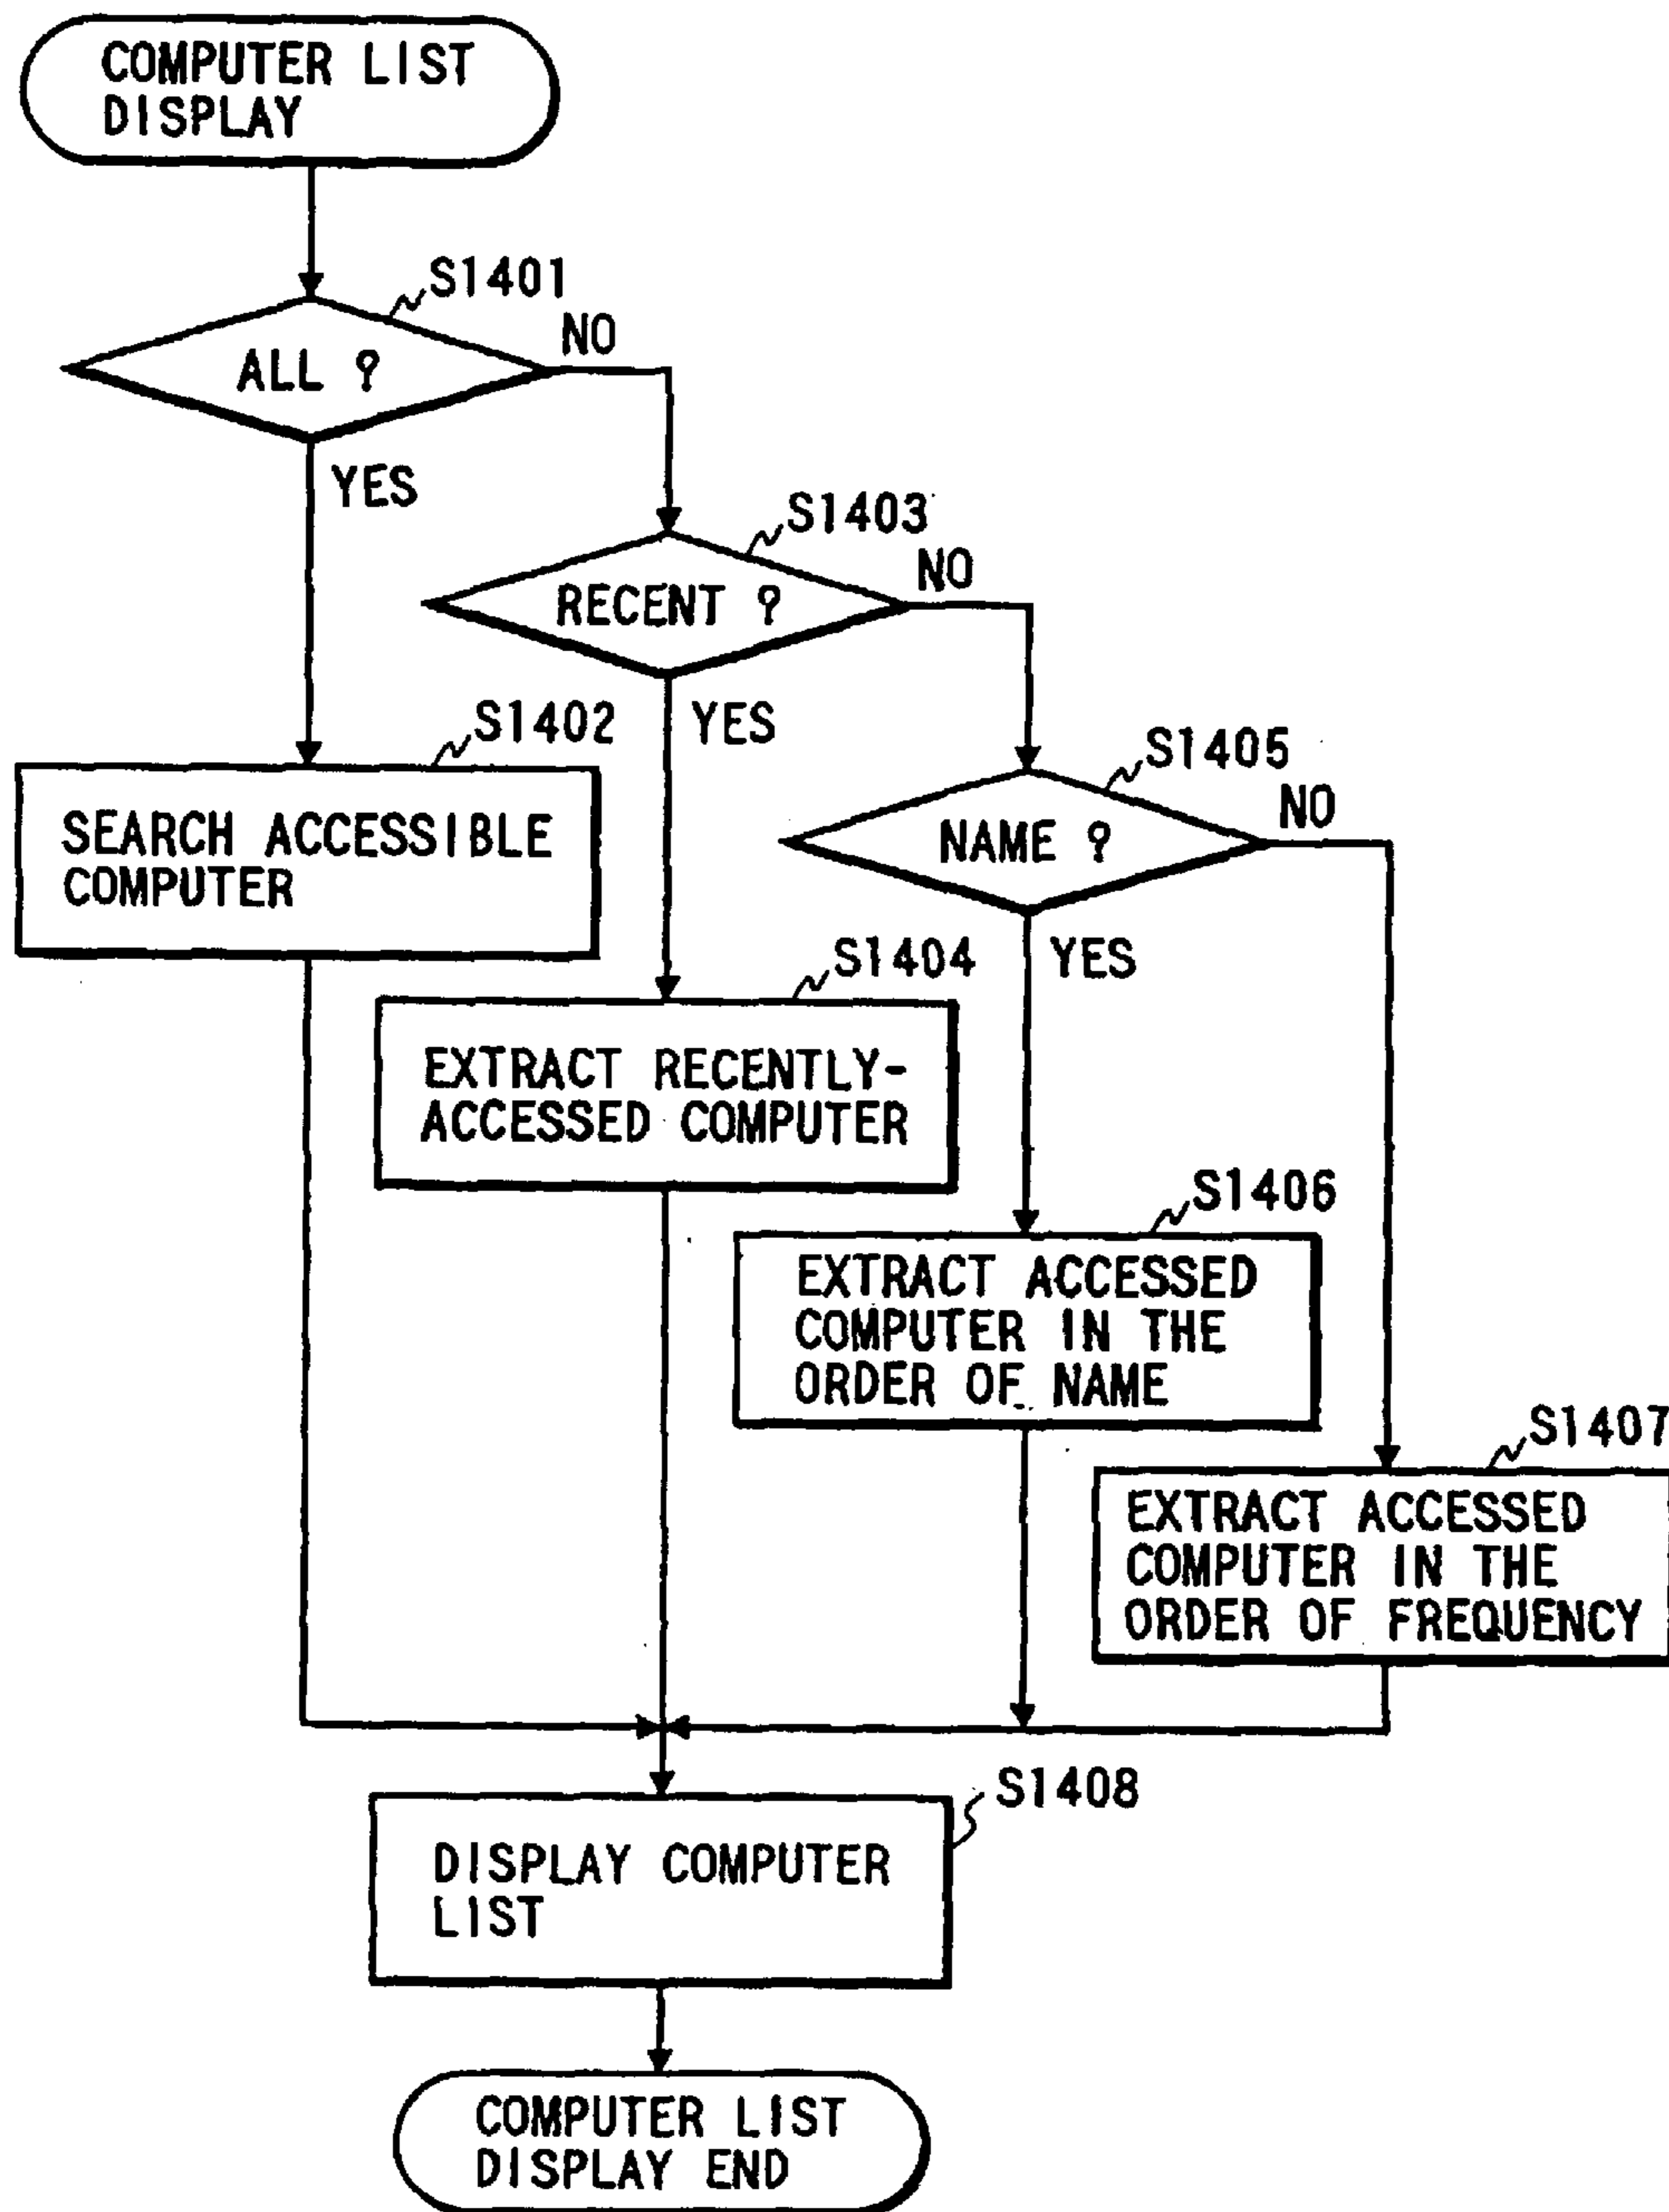 COMPUTER LIST
DISPLAY
S1401
ALL ?
NO
YES
S1403
RECENT ?
NO
YES
S1402
SEARCH ACCESSIBLE
COMPUTER
S1405
NAME ?
NO
YES
S1404
EXTRACT RECENTLY-
ACCESSED COMPUTER
S1406
EXTRACT ACCESSED
COMPUTER IN THE
ORDER OF NAME
S1407
EXTRACT ACCESSED
COMPUTER IN THE
ORDER OF FREQUENCY
S1408
DISPLAY COMPUTER
LIST
COMPUTER LIST
DISPLAY END